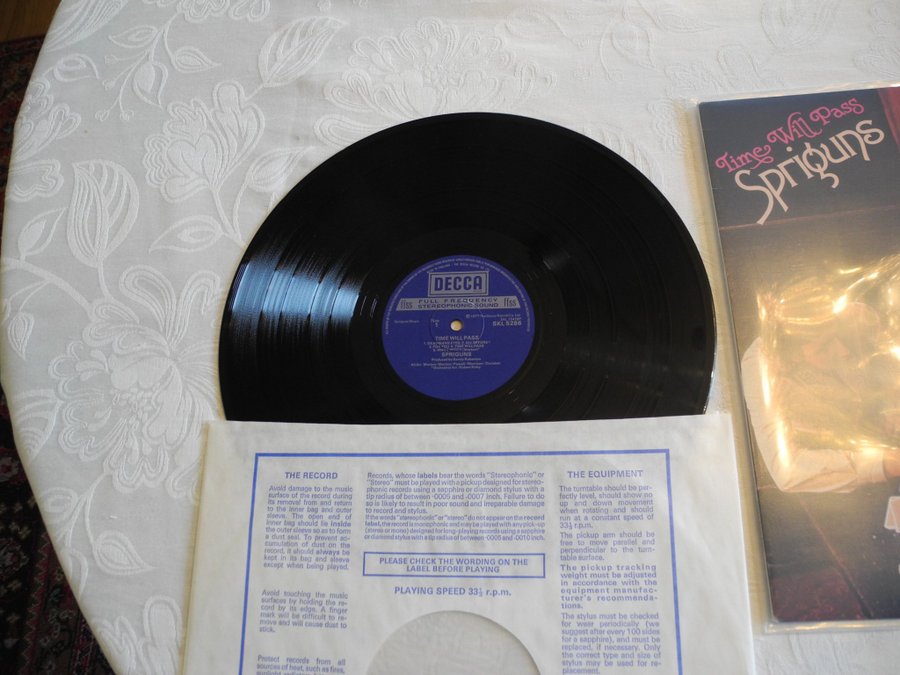 Time Will Pass
Spriguns
DECCA
ffss
FULL FREQUENCY
STEREOPHONIC SOUND
ffss
SKL 5286
TIME WILL PASS
SPRIGUNS
THE RECORD
Avoid damage to the music
surface of the record during
its removal from and return
to the inner bag and outer
sleeve. The open end of
inner bag should be inside
the outer sleeve so as to form
a dust seal. To prevent ac-
cumulation of dust on the
record, it should always be
kept in its bag and sleeve
except when being played.
Avoid touching the music
surfaces by holding the re-
cord by its edge. A finger
mark will be difficult to re-
move and will cause dust to
stick.
Protect records from all
sources of heat, such as fires,
Records, whose labels bear the words "Stereophonic" or
"Stereo" must be played with a pickup designed for stereo-
phonic records using a sapphire or diamond stylus with a
tip radius of between ·0005 and ·0007 inch. Failure to do
so is likely to result in poor sound and irreparable damage
to record and stylus.
If the words "stereophonic" or "stereo" do not appear on the record
label, the record is monophonic and may be played with any pick-up
(stereo or mono) designed for long-playing records using a sapphire
or diamond stylus with a tip radius of between ·0005 and ·0010 inch.
PLEASE CHECK THE WORDING ON THE
LABEL BEFORE PLAYING
PLAYING SPEED 33⅓ r.p.m.
THE EQUIPMENT
The turntable should be per-
fectly level, should show no
up and down movement
when rotating and should
run at a constant speed of
33⅓ r.p.m.
The pickup arm should be
free to move parallel and
perpendicular to the turn-
table surface.
The pickup tracking
weight must be adjusted
in accordance with the
equipment manufac-
turer's recommenda-
tions.
The stylus must be checked
for wear periodically (we
suggest after every 100 sides
for a sapphire), and must be
replaced, if necessary. Only
the correct type and size of
stylus may be used for re-
placement.